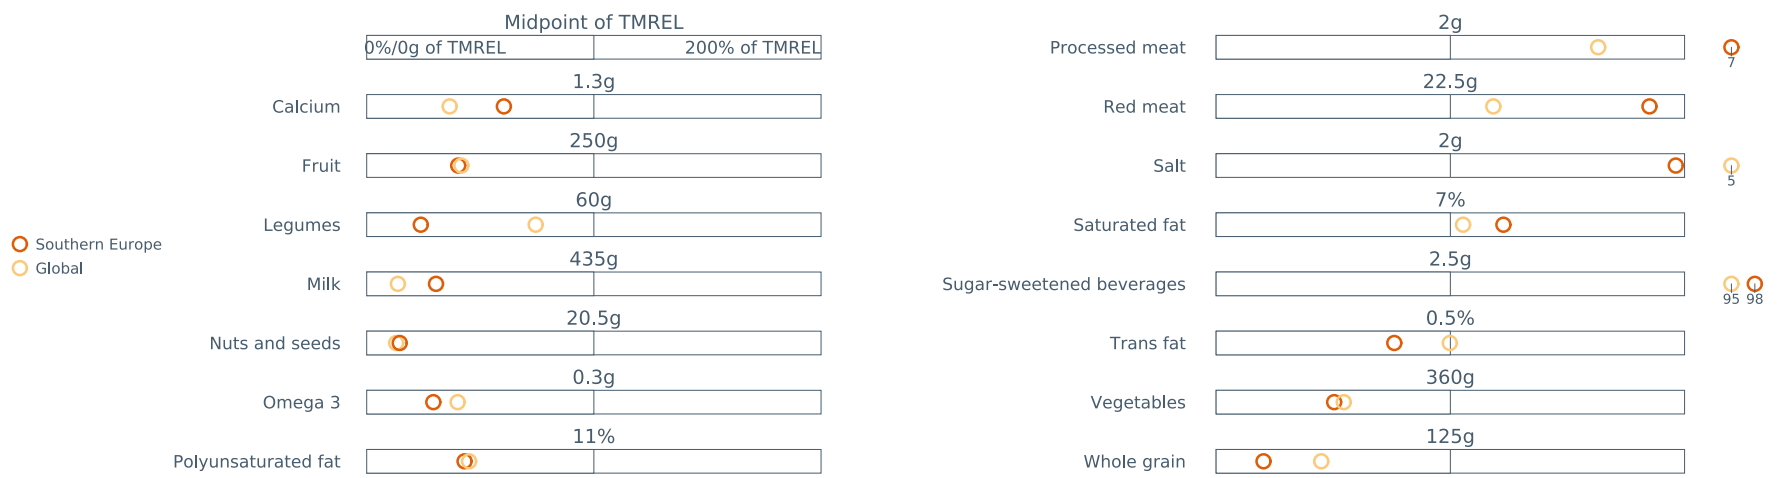 Midpoint of TMREL
0%/0g of TMREL 200% of TMREL
1.3g
Calcium
250g
Fruit
60g
Legumes
435g
Milk
20.5g
Nuts and seeds
0.3g
Omega 3
11%
Polyunsaturated fat
Southern Europe
Global
2g
Processed meat
7
22.5g
Red meat
2g
Salt
5
7%
Saturated fat
2.5g
Sugar-sweetened beverages
95 98
0.5%
Trans fat
360g
Vegetables
125g
Whole grain